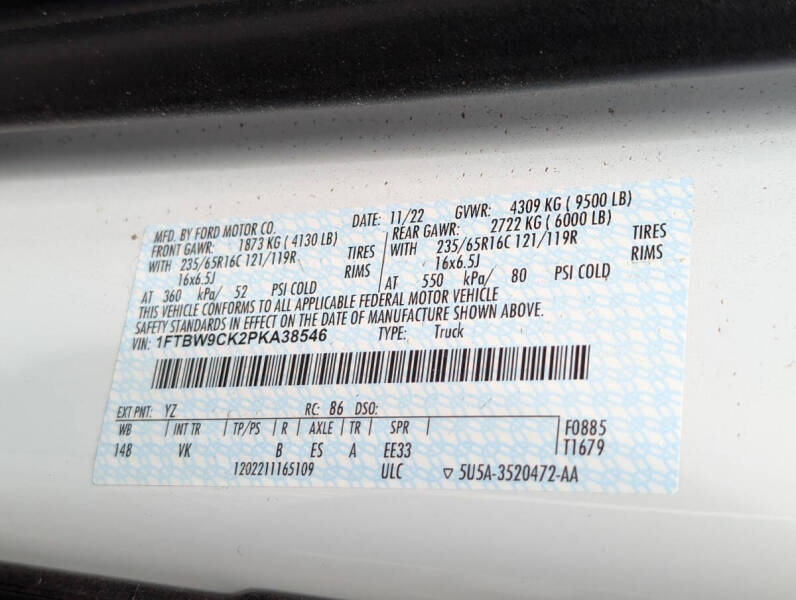 MFD. BY FORD MOTOR CO. DATE: 11/22 GVWR: 4309 KG ( 9500 LB)
FRONT GAWR: 1873 KG ( 4130 LB) REAR GAWR: 2722 KG ( 6000 LB)
WITH 235/65R16C 121/119R TIRES WITH 235/65R16C 121/119R TIRES
16x6.5J RIMS 16x6.5J RIMS
AT 360 kPa/ 52 PSI COLD AT 550 kPa/ 80 PSI COLD
THIS VEHICLE CONFORMS TO ALL APPLICABLE FEDERAL MOTOR VEHICLE
SAFETY STANDARDS IN EFFECT ON THE DATE OF MANUFACTURE SHOWN ABOVE.
VIN: 1FTBW9CK2PKA38546 TYPE: Truck
EXT PNT: YZ RC: 86 DSO:
WB INT TR TP/PS R AXLE TR SPR F0885
148 VK B ES A EE33 T1679
1202211165109 ULC ▽ 5U5A-3520472-AA